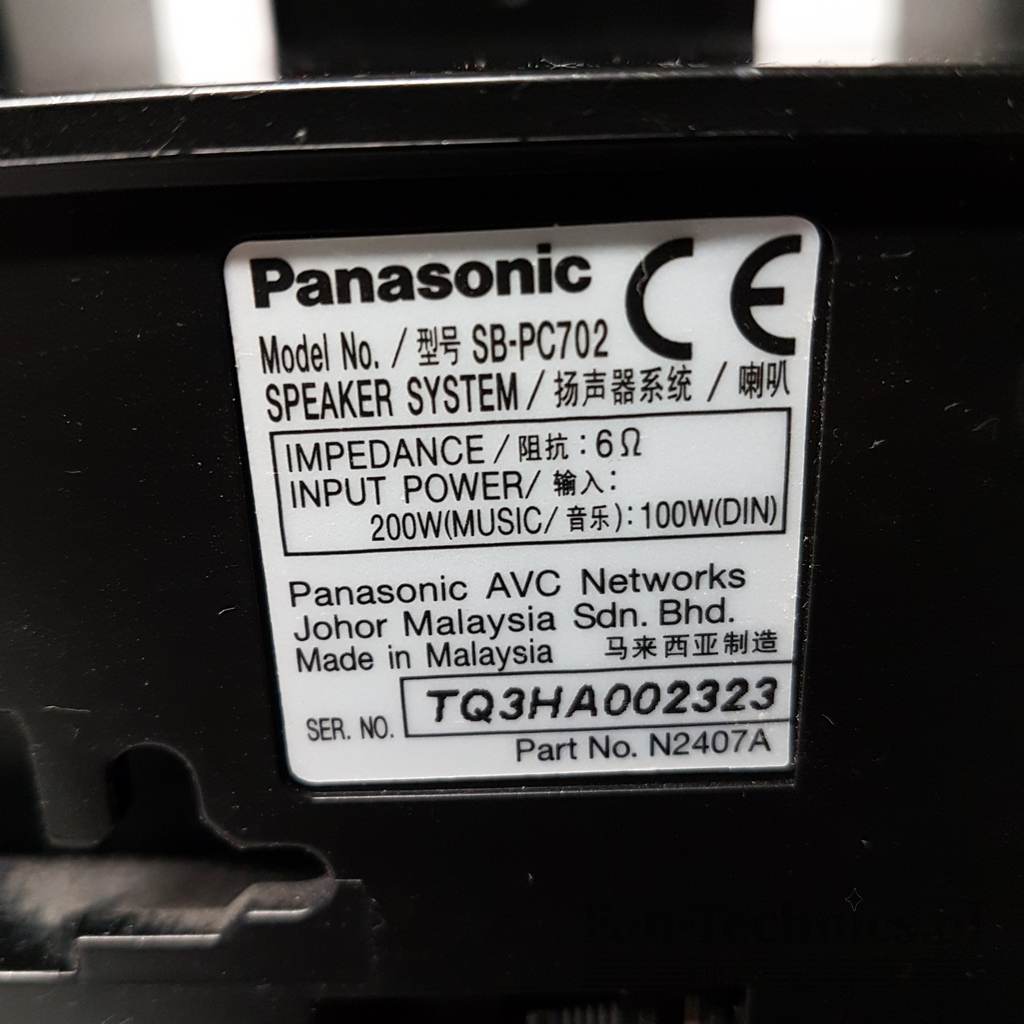 Panasonic CE
Model No. / 型号 SB-PC702
SPEAKER SYSTEM / 扬声器系统 / 喇叭
IMPEDANCE / 阻抗 : 6Ω
INPUT POWER/ 输入:
200W(MUSIC/ 音乐): 100W(DIN)
Panasonic AVC Networks
Johor Malaysia Sdn. Bhd.
Made in Malaysia 马来西亚制造
SER. NO. TQ3HA002323
Part No. N2407A